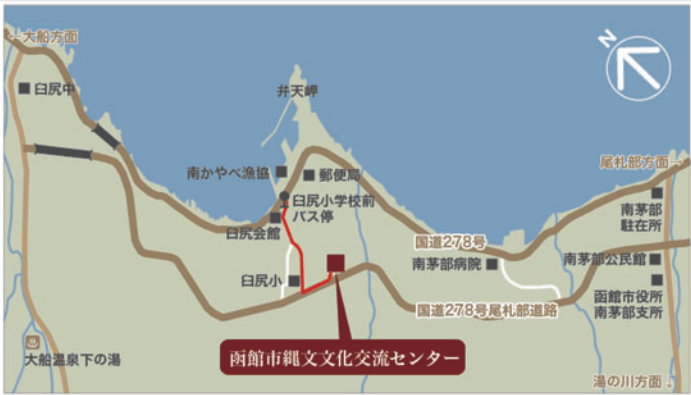 ←大船方面
N
臼尻中
弁天岬
南かやべ漁協
郵便局
尾札部方面→
臼尻小学校前
バス停
南茅部
駐在所
臼尻会館
国道278号
南茅部病院
南茅部公民館
臼尻小
函館市役所
南茅部支所
国道278号尾札部道路
大船温泉下の湯
函館市縄文文化交流センター
湯の川方面↓